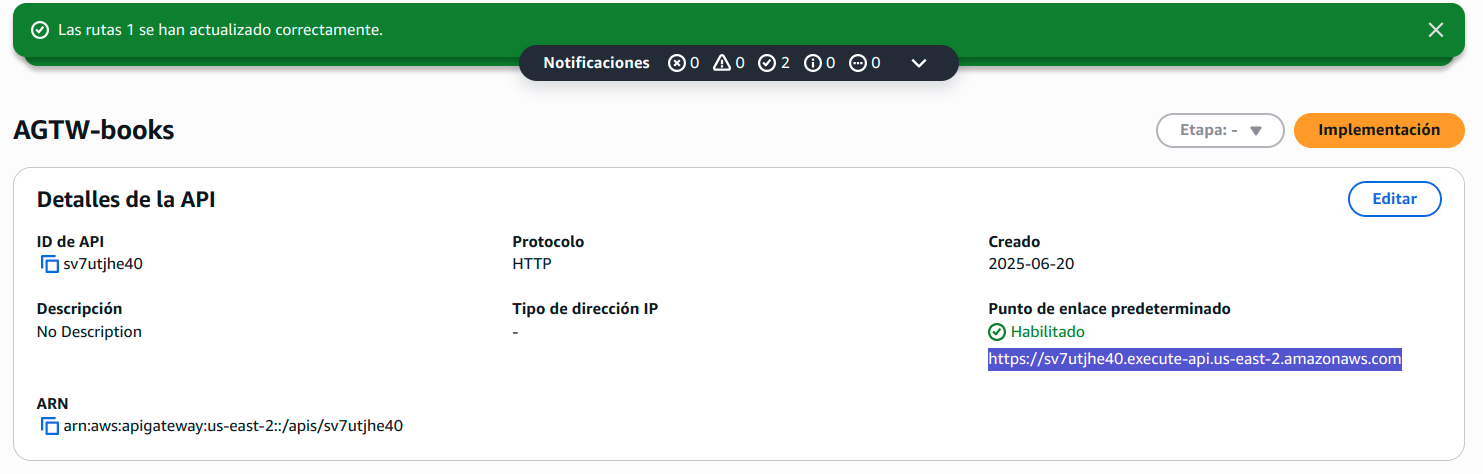 Las rutas 1 se han actualizado correctamente.
Notificaciones 0 0 2 0 0
AGTW-books
Etapa: -
Implementación
Detalles de la API
Editar
ID de API
sv7utjhe40
Protocolo
HTTP
Creado
2025-06-20
Descripción
No Description
Tipo de dirección IP
-
Punto de enlace predeterminado
Habilitado
https://sv7utjhe40.execute-api.us-east-2.amazonaws.com
ARN
arn:aws:apigateway:us-east-2::/apis/sv7utjhe40